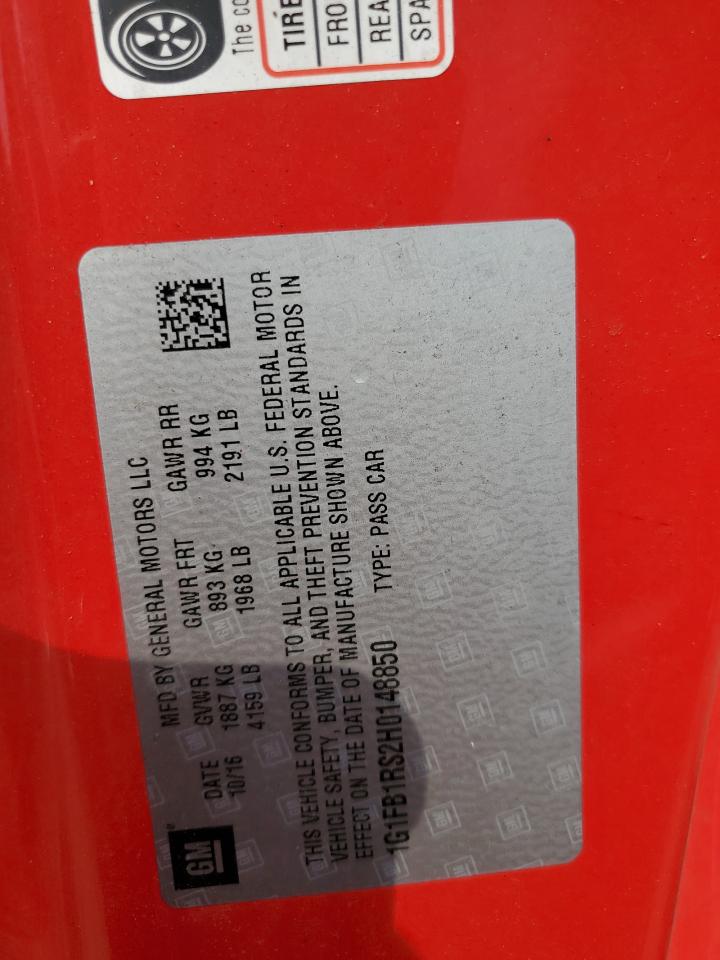 The co
TIRE
FRO
REA
SPA
MFD BY GENERAL MOTORS LLC
DATE GVWR GAWR FRT GAWR RR
10/16 1887 KG 893 KG 994 KG
4159 LB 1968 LB 2191 LB
GM
THIS VEHICLE CONFORMS TO ALL APPLICABLE U.S. FEDERAL MOTOR
VEHICLE SAFETY, BUMPER, AND THEFT PREVENTION STANDARDS IN
EFFECT ON THE DATE OF MANUFACTURE SHOWN ABOVE.
1G1FB1RS2H0148850 TYPE: PASS CAR